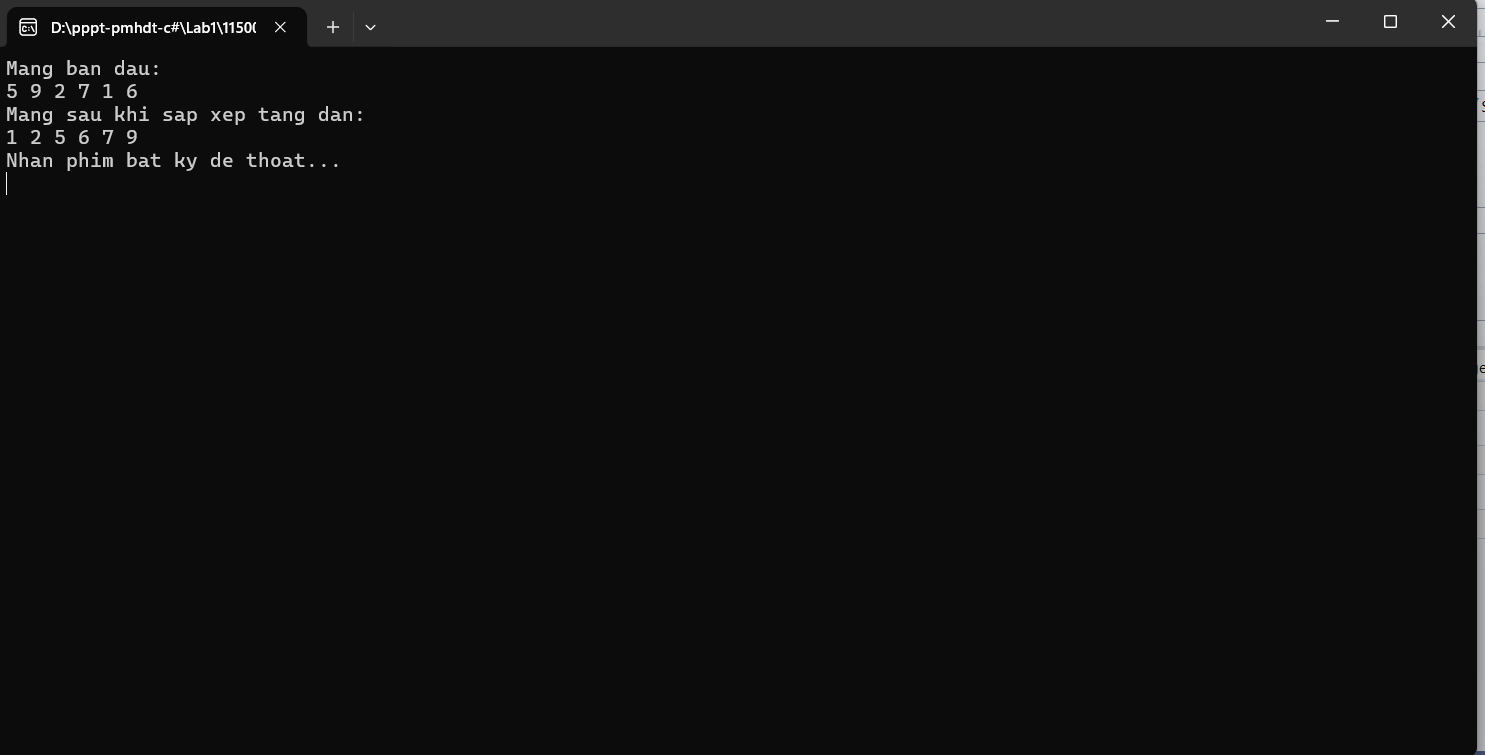 D:\pppt-pmhdt-c#\Lab1\1150
Mang ban dau:
5 9 2 7 1 6
Mang sau khi sap xep tang dan:
1 2 5 6 7 9
Nhan phim bat ky de thoat...